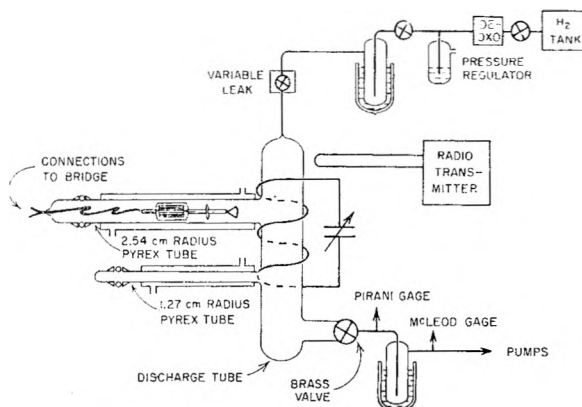 H2
TANK
DE-
OXO
PRESSURE
REGULATOR
VARIABLE
LEAK
CONNECTIONS
TO BRIDGE
RADIO
TRANS-
MITTER
2.54 cm RADIUS
PYREX TUBE
1.27 cm RADIUS
PYREX TUBE
PIRANI GAGE
McLEOD GAGE
PUMPS
BRASS
VALVE
DISCHARGE TUBE